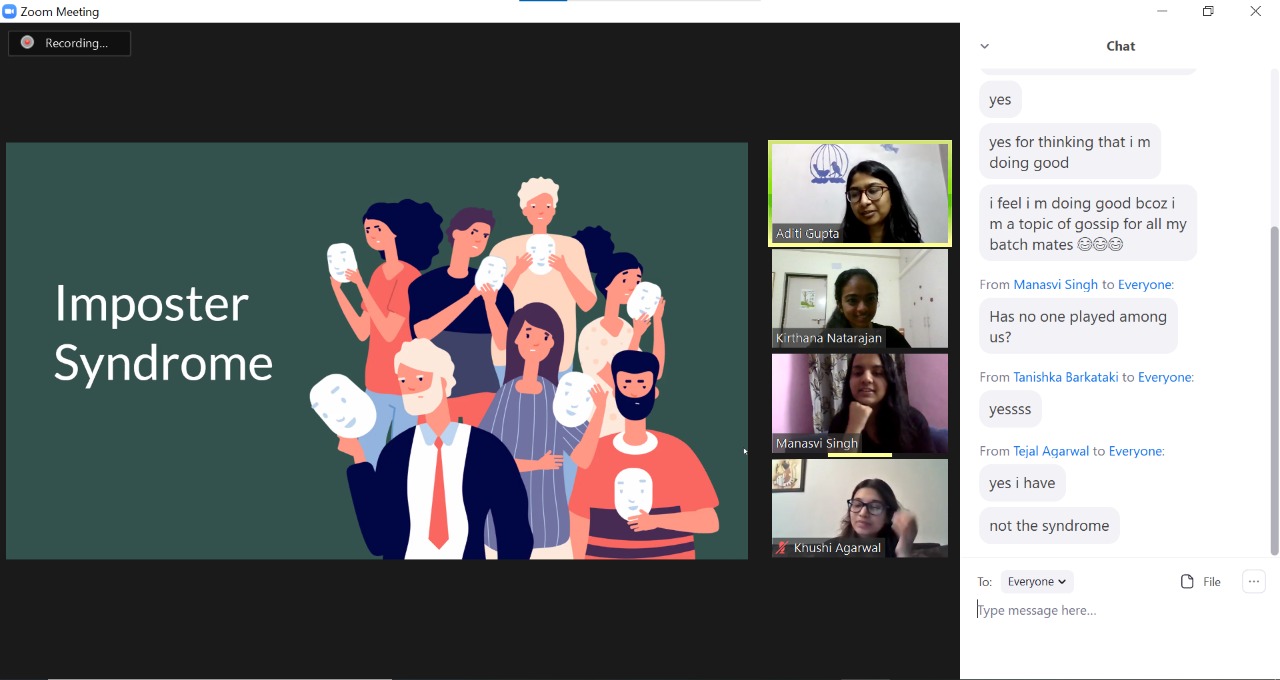 Zoom Meeting
Recording...
Imposter
Syndrome
Aditi Gupta
Kirthana Natarajan
Manasvi Singh
Khushi Agarwal
Chat
yes
yes for thinking that i m
doing good
i feel i m doing good bcoz i
m a topic of gossip for all my
batch mates 😂😂😂
From Manasvi Singh to Everyone:
Has no one played among
us?
From Tanishka Barkataki to Everyone:
yessss
From Tejal Agarwal to Everyone:
yes i have
not the syndrome
To: Everyone
File
Type message here...